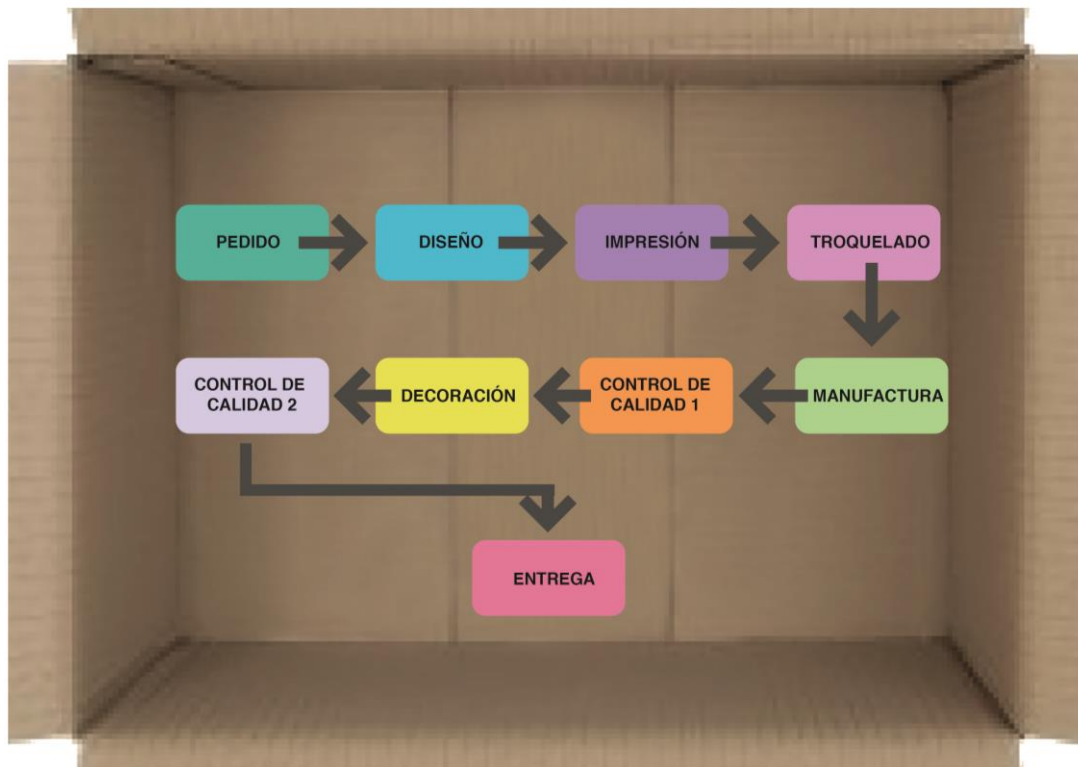 PEDIDO
DISEÑO
IMPRESIÓN
TROQUELADO
MANUFACTURA
CONTROL DE
CALIDAD 1
DECORACIÓN
CONTROL DE
CALIDAD 2
ENTREGA